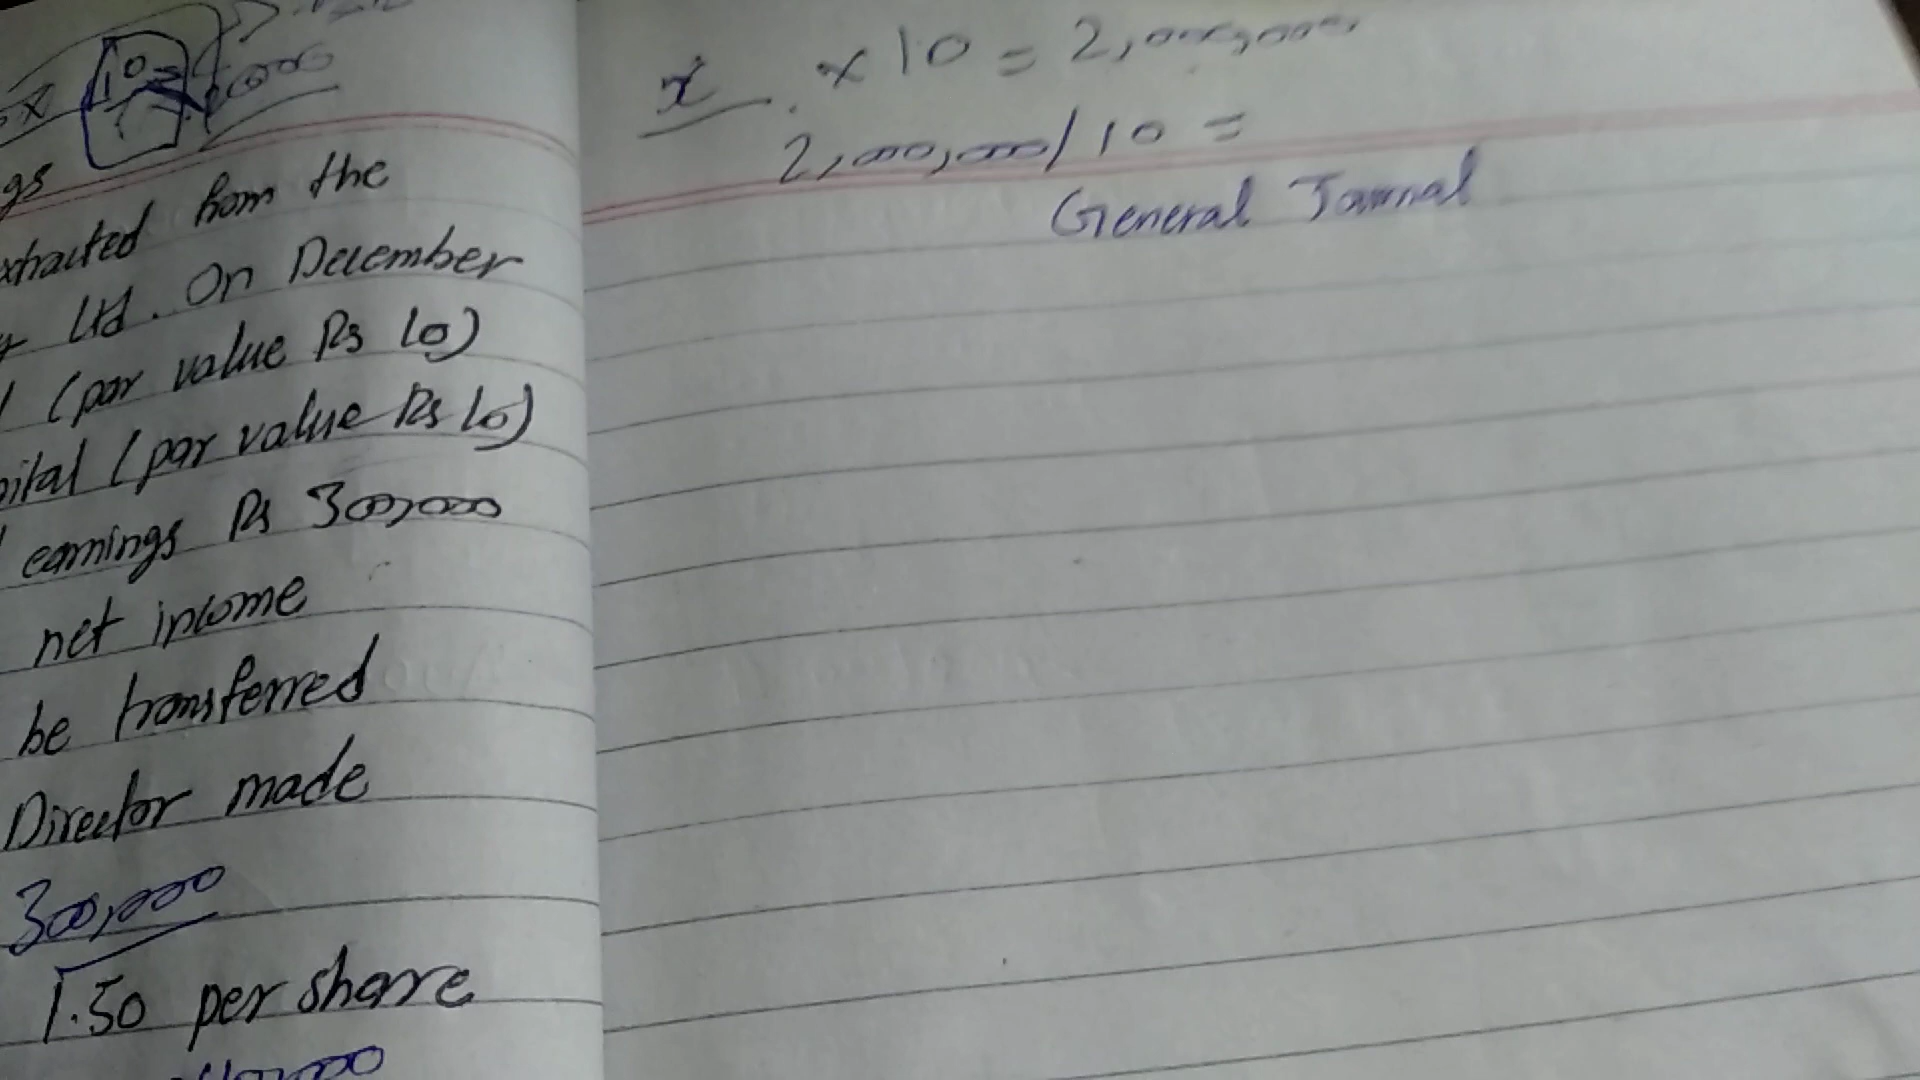 gs
extracted from the
Ltd. On December
(par value Rs 10)
pital (par value Rs 10)
earnings Rs 300,000
net income
be transferred
Director made
300,000
1.50 per share
x × 10 = 2,000,000
2,000,000/10 =
General Journal